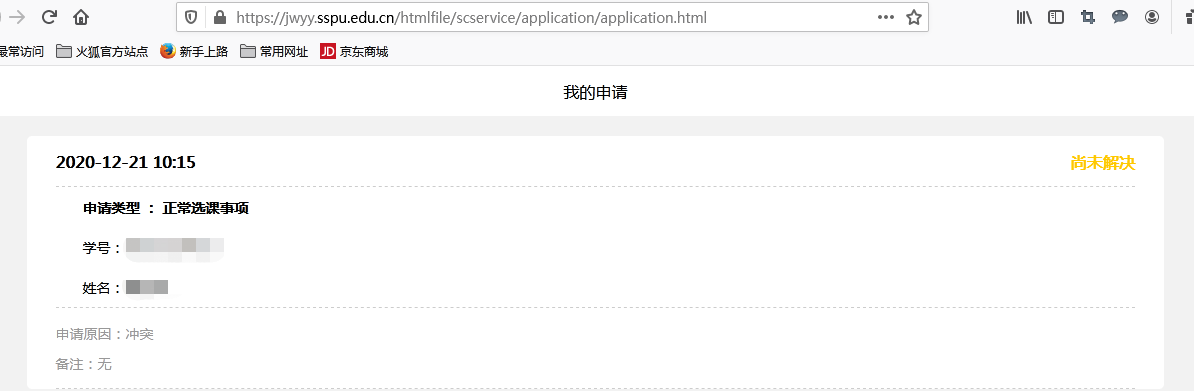 https://jwyy.sspu.edu.cn/htmlfile/scservice/application/application.html
最常访问 火狐官方站点 新手上路 常用网址 JD 京东商城
我的申请
2020-12-21 10:15 尚未解决
申请类型 ： 正常选课事项
学号：
姓名：
申请原因：冲突
备注：无